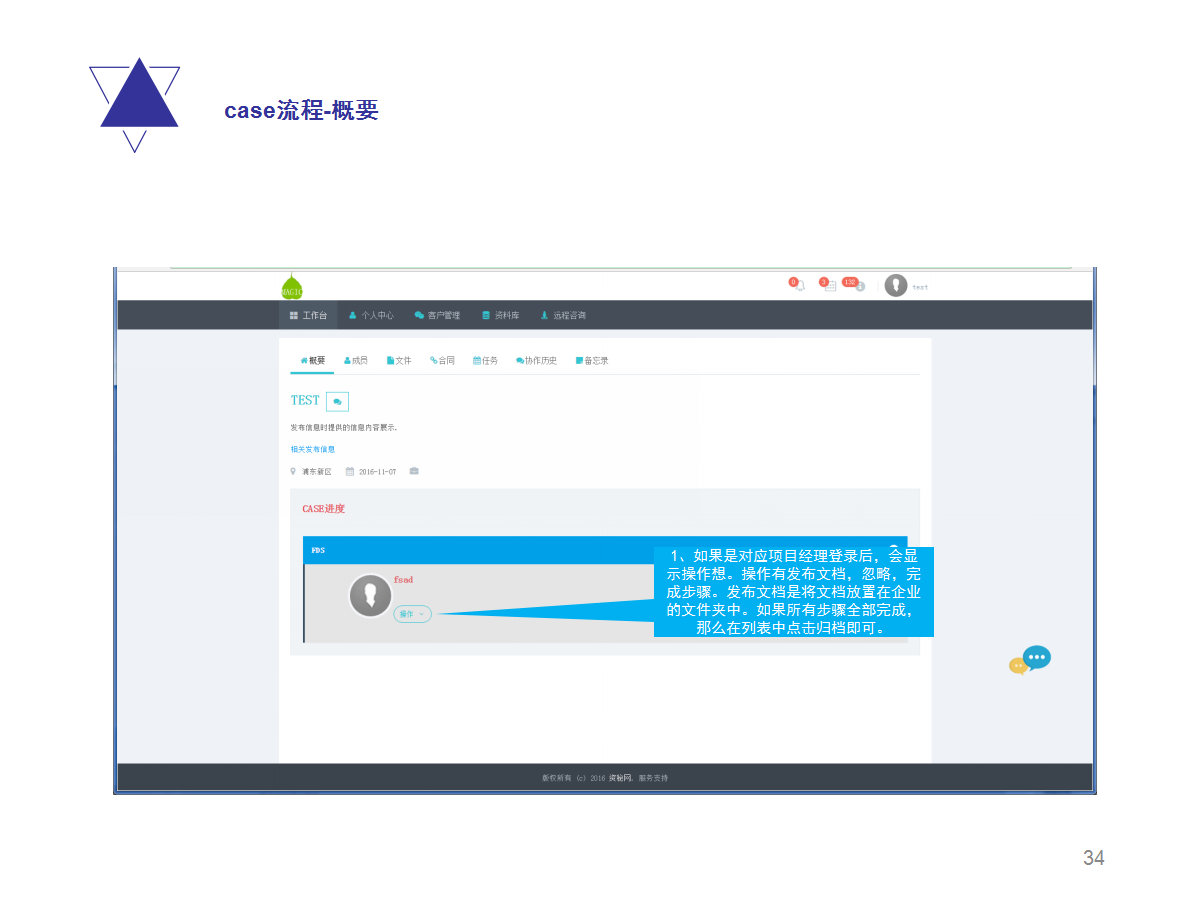 case流程-概要
MAGIC
0
3
132
test
工作台 个人中心 客户管理 资料库 远程咨询
概要 成员 文件 合同 任务 协作历史 备忘录
TEST
发布信息时提供的信息内容展示.
相关发布信息
浦东新区 2016-11-07
CASE进度
FDS
fsad
操作
1、如果是对应项目经理登录后，会显
示操作想。操作有发布文档，忽略，完
成步骤。发布文档是将文档放置在企业
的文件夹中。如果所有步骤全部完成，
那么在列表中点击归档即可。
版权所有 (c) 2016 资秘网. 服务支持
34